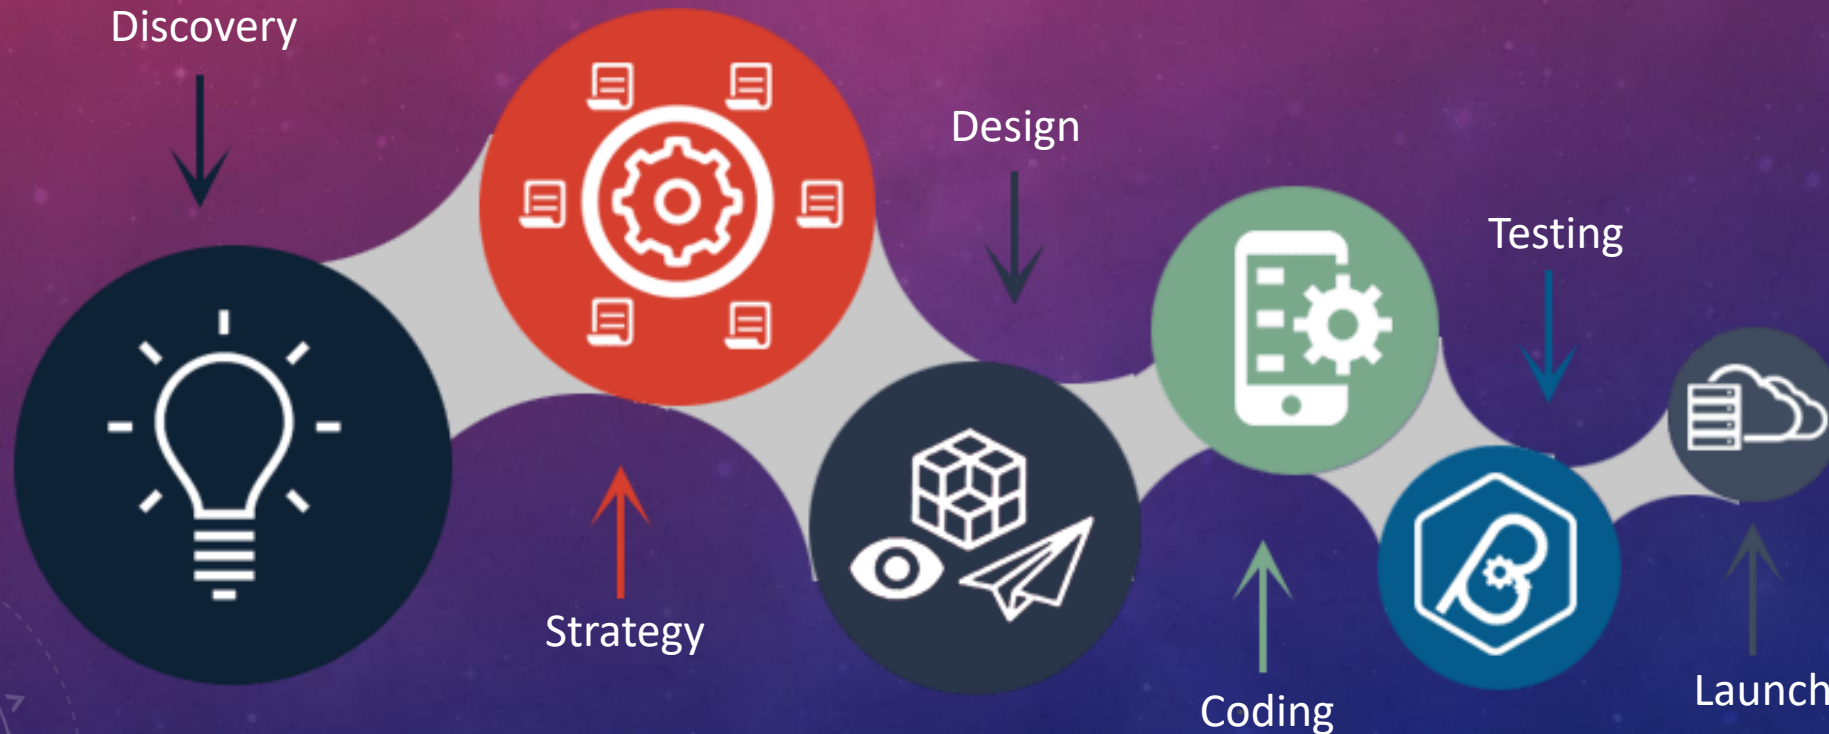 Discovery
Strategy
Design
Coding
Testing
Launch